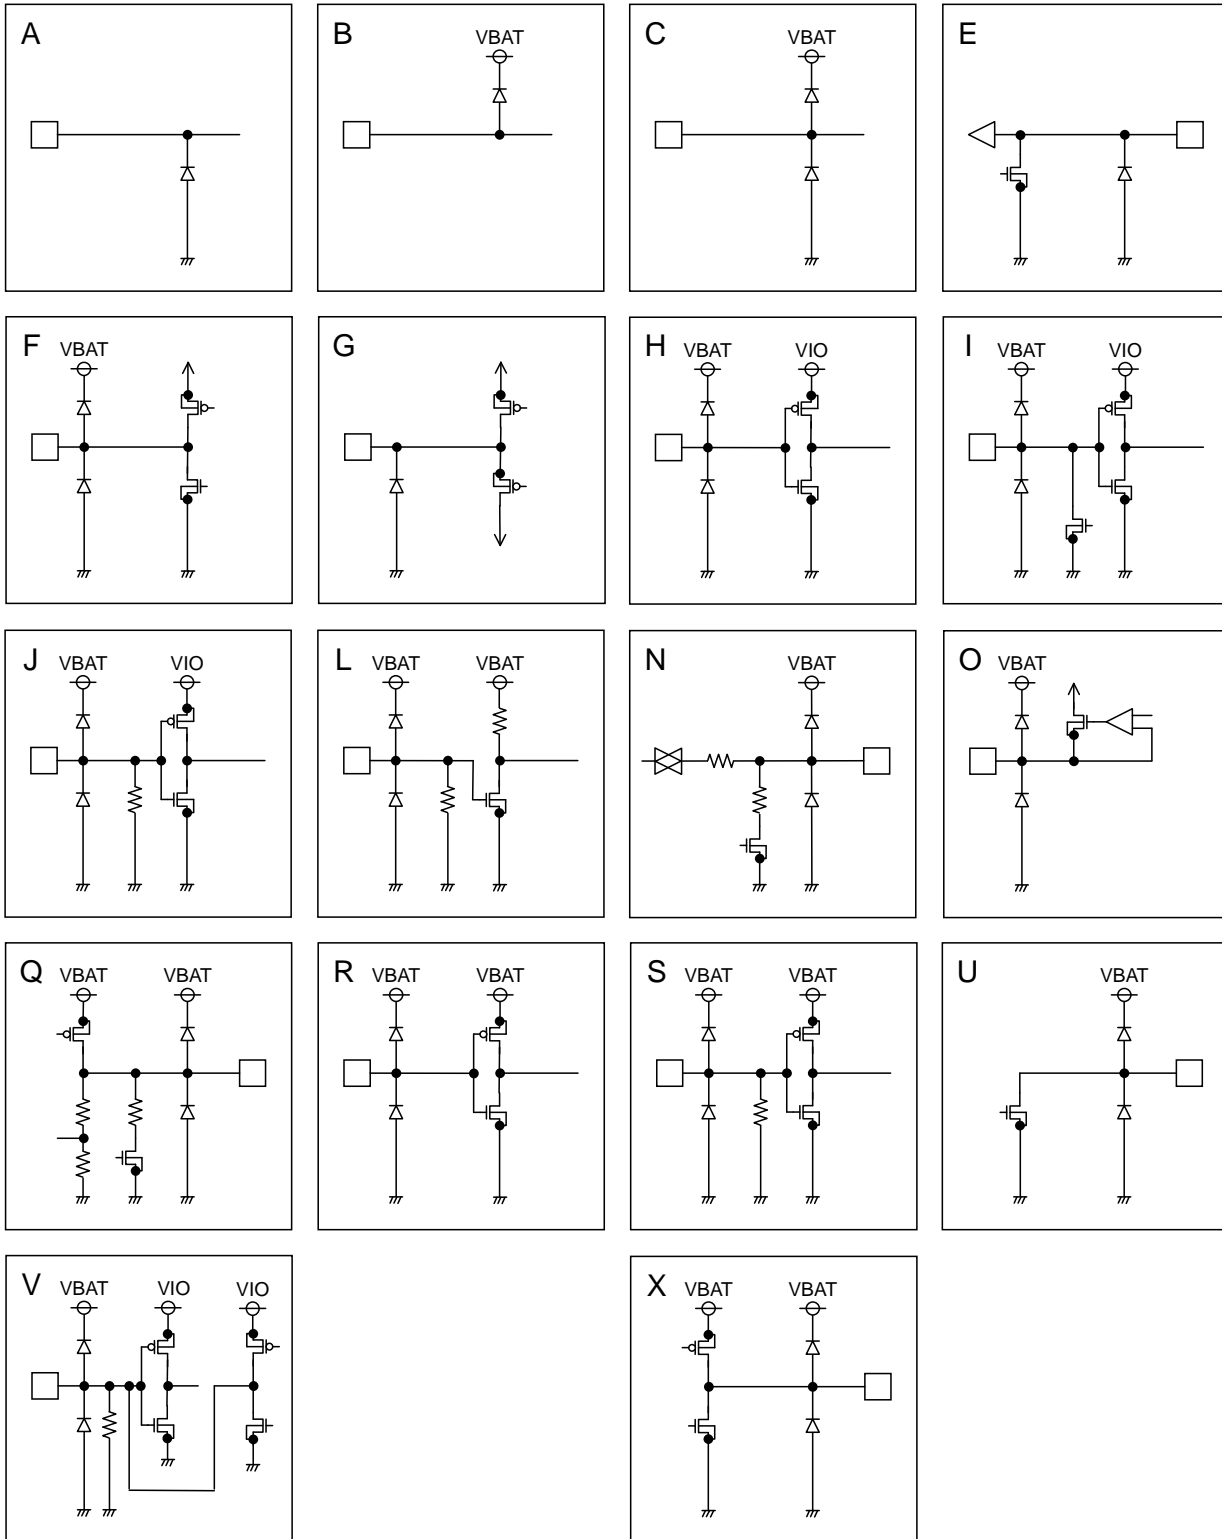 A
B
VBAT
C
VBAT
E
F
VBAT
G
H
VBAT VIO
I
VBAT VIO
J VBAT VIO
L VBAT VBAT
N VBAT
O VBAT
Q VBAT VBAT
R VBAT VBAT
S VBAT VBAT
U VBAT
V VBAT VIO VIO
X VBAT VBAT